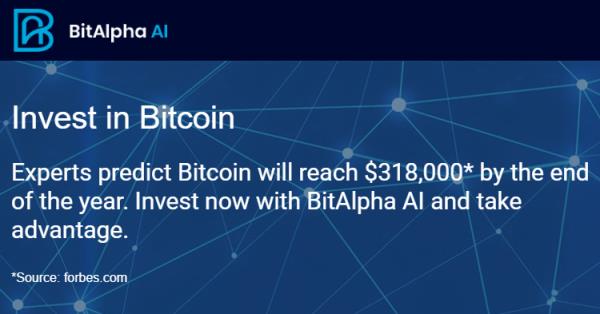 BitAlpha AI
Invest in Bitcoin
Experts predict Bitcoin will reach $318,000* by the end
of the year. Invest now with BitAlpha AI and take
advantage.
*Source: forbes.com